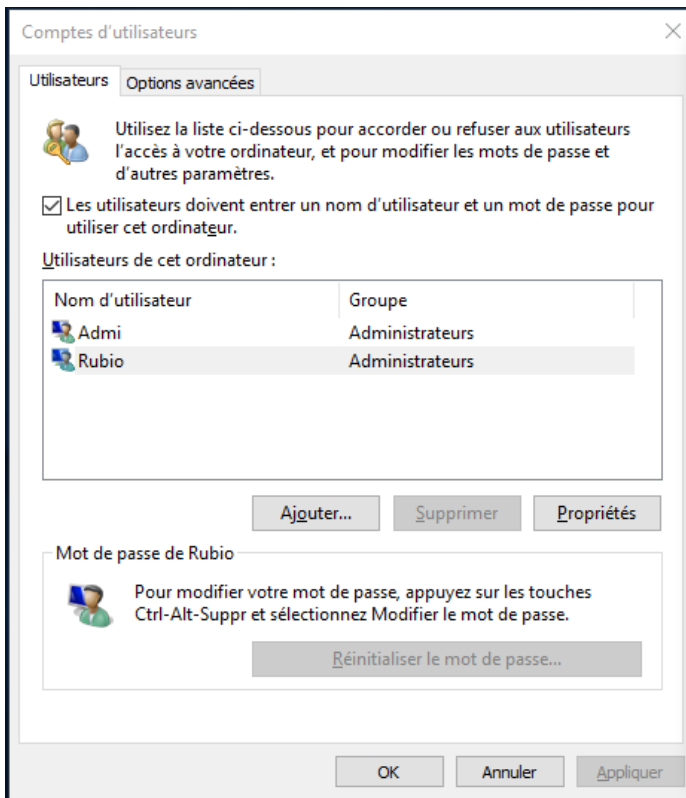 Comptes d’utilisateurs
Utilisateurs
Options avancées
Utilisez la liste ci-dessous pour accorder ou refuser aux utilisateurs
l’accès à votre ordinateur, et pour modifier les mots de passe et
d’autres paramètres.
Les utilisateurs doivent entrer un nom d’utilisateur et un mot de passe pour
utiliser cet ordinateur.
Utilisateurs de cet ordinateur :
Nom d’utilisateur Groupe
Admi Administrateurs
Rubio Administrateurs
Ajouter... Supprimer Propriétés
Mot de passe de Rubio
Pour modifier votre mot de passe, appuyez sur les touches
Ctrl-Alt-Suppr et sélectionnez Modifier le mot de passe.
Réinitialiser le mot de passe...
OK Annuler Appliquer